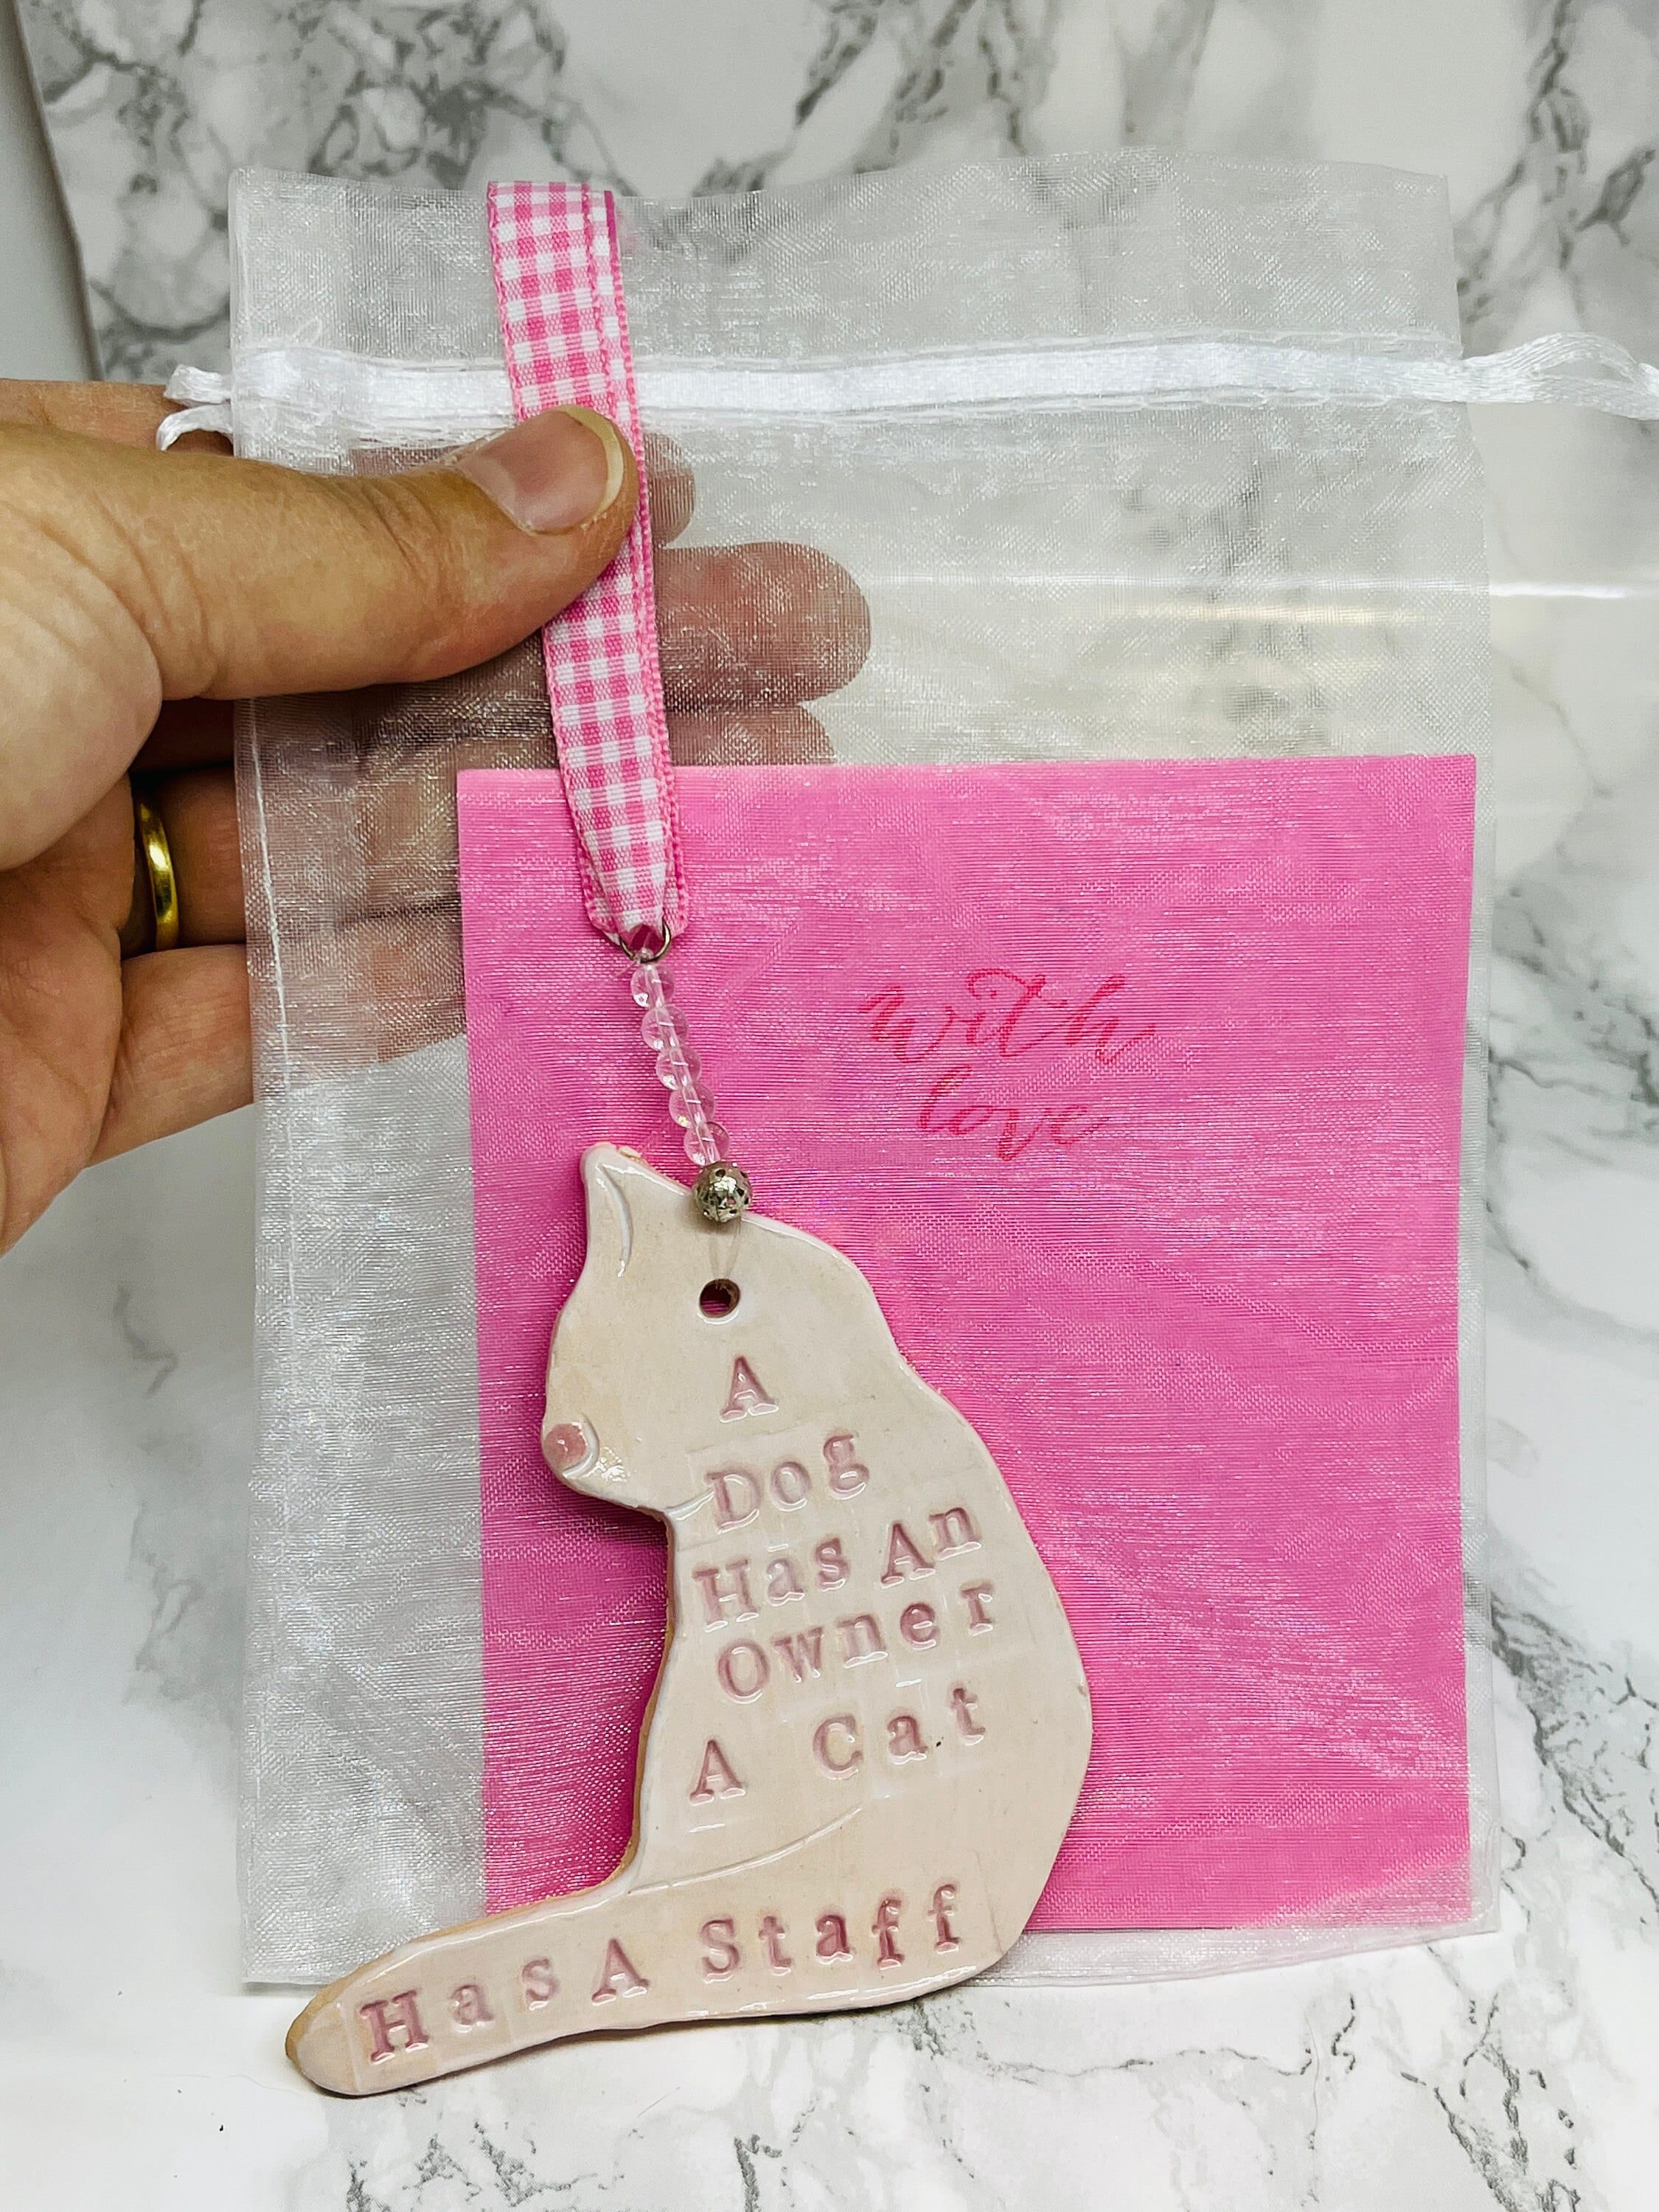 with
love
A
Dog
Has An
Owner
A Cat
Has A Staff